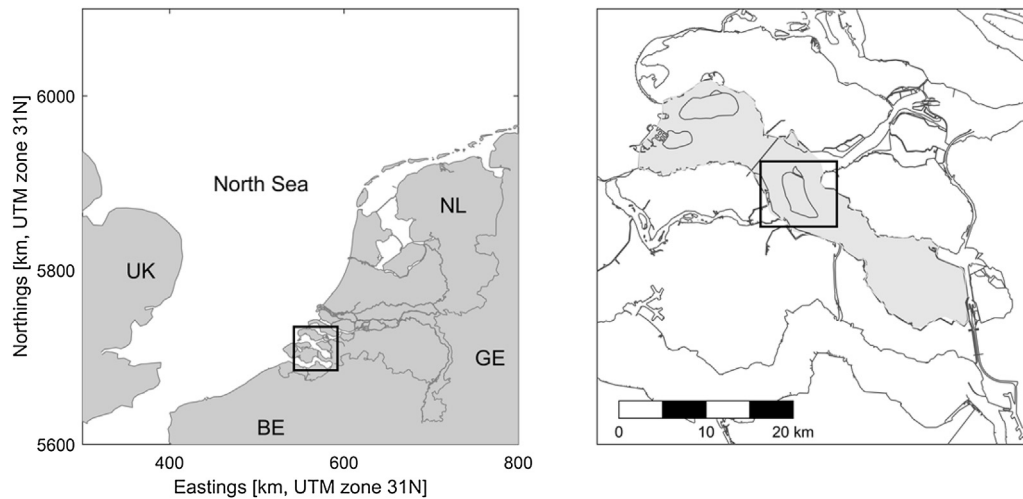 6000
5800
5600
400
600
800
Northings [km, UTM zone 31N]
Eastings [km, UTM zone 31N]
North Sea
NL
UK
GE
BE
0
10
20 km